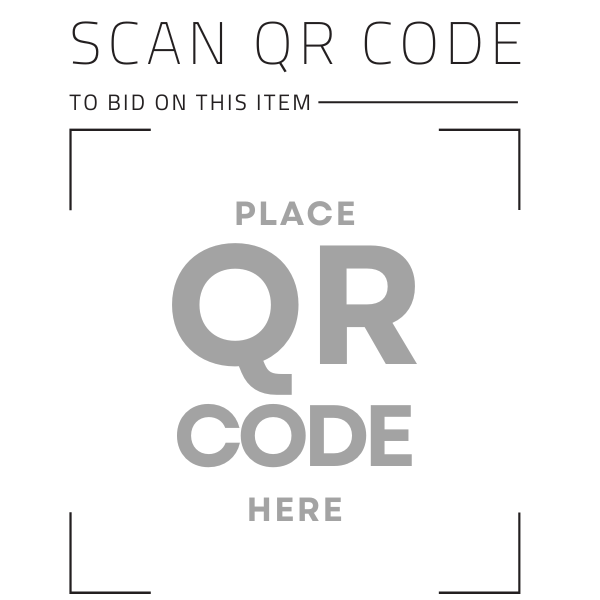 SCAN QR CODE
TO BID ON THIS ITEM
PLACE
QR
CODE
HERE